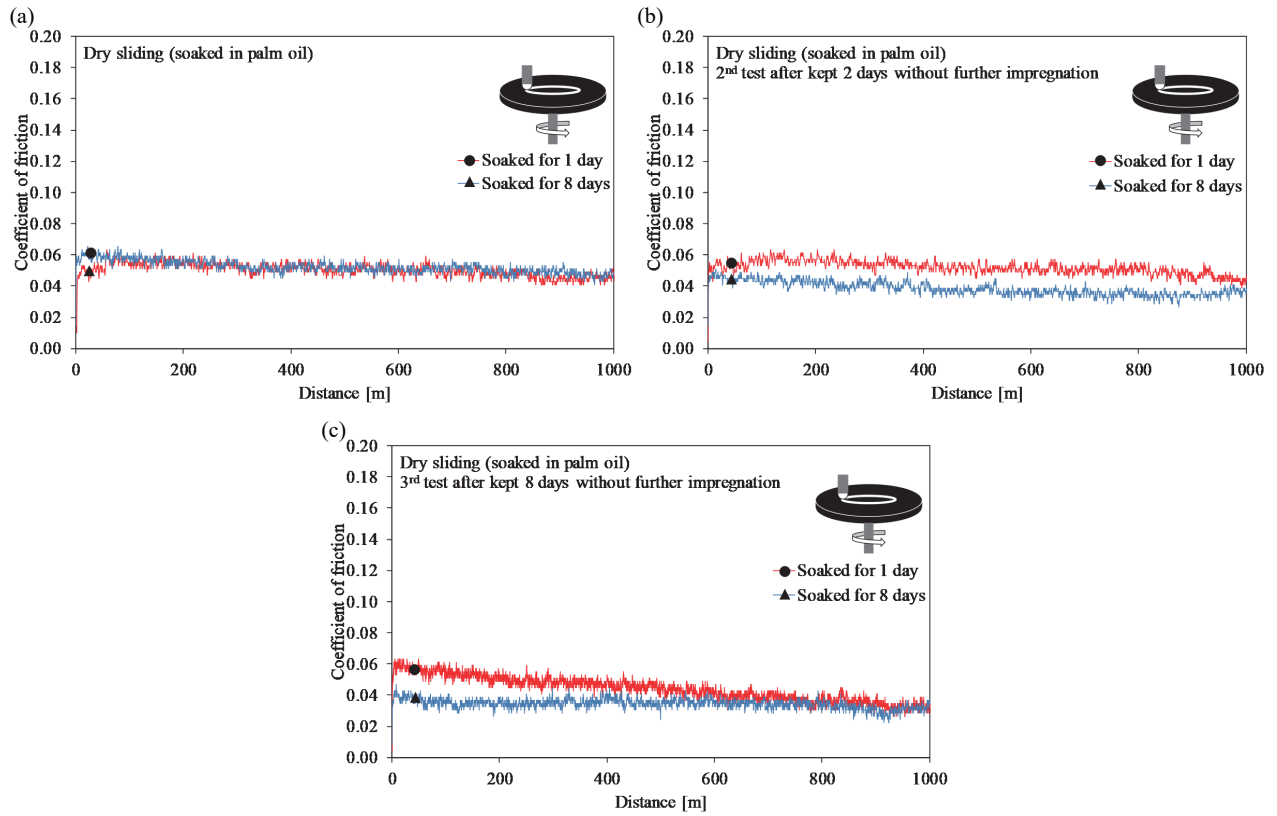 (a)
Dry sliding (soaked in palm oil)
Soaked for 1 day
Soaked for 8 days
Coefficient of friction
0.20
0.18
0.16
0.14
0.12
0.10
0.08
0.06
0.04
0.02
0.00
0 200 400 600 800 1000
Distance [m]
(b)
Dry sliding (soaked in palm oil)
2nd test after kept 2 days without further impregnation
Soaked for 1 day
Soaked for 8 days
Coefficient of friction
0.20
0.18
0.16
0.14
0.12
0.10
0.08
0.06
0.04
0.02
0.00
0 200 400 600 800 1000
Distance [m]
(c)
Dry sliding (soaked in palm oil)
3rd test after kept 8 days without further impregnation
Soaked for 1 day
Soaked for 8 days
Coefficient of friction
0.20
0.18
0.16
0.14
0.12
0.10
0.08
0.06
0.04
0.02
0.00
0 200 400 600 800 1000
Distance [m]